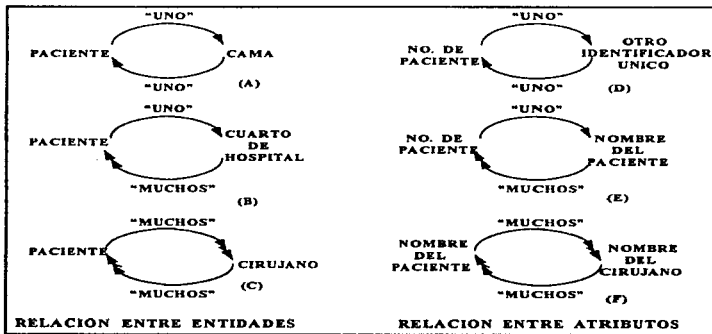 “UNO”
PACIENTE
CAMA
“UNO”
(A)
“UNO”
PACIENTE
CUARTO
DE
HOSPITAL
“MUCHOS”
(B)
“MUCHOS”
PACIENTE
CIRUJANO
“MUCHOS”
(C)
RELACION ENTRE ENTIDADES
“UNO”
NO. DE
PACIENTE
OTRO
IDENTIFICADOR
UNICO
“UNO”
(D)
“UNO”
NO. DE
PACIENTE
NOMBRE
DEL
PACIENTE
“MUCHOS”
(E)
“MUCHOS”
NOMBRE
DEL
PACIENTE
NOMBRE
DEL
CIRUJANO
“MUCHOS”
(F)
RELACION ENTRE ATRIBUTOS